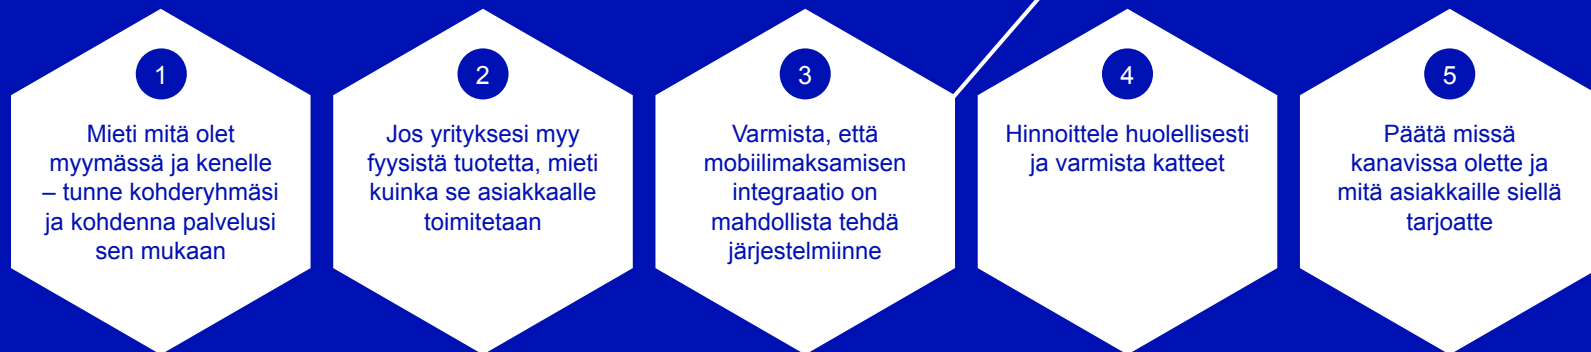 1
Mieti mitä olet
myymässä ja kenelle
– tunne kohderyhmäsi
ja kohdenna palvelusi
sen mukaan
2
Jos yrityksesi myy
fyysistä tuotetta, mieti
kuinka se asiakkaalle
toimitetaan
3
Varmista, että
mobiilimaksamisen
integraatio on
mahdollista tehdä
järjestelmiinne
4
Hinnoittele huolellisesti
ja varmista katteet
5
Päätä missä
kanavissa olette ja
mitä asiakkaille siellä
tarjoatte